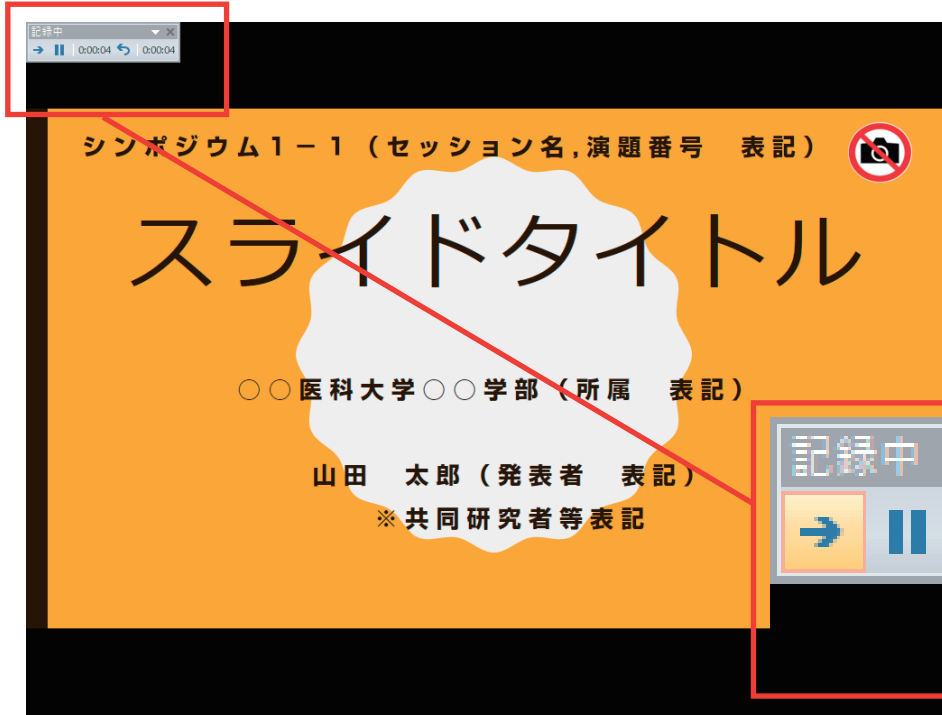 記録中
0:00:04 0:00:04
シンポジウム1－1（セッション名,演題番号　表記）
スライドタイトル
○○医科大学○○学部（所属　表記）
山田　太郎（発表者　表記）
※共同研究者等表記
記録中